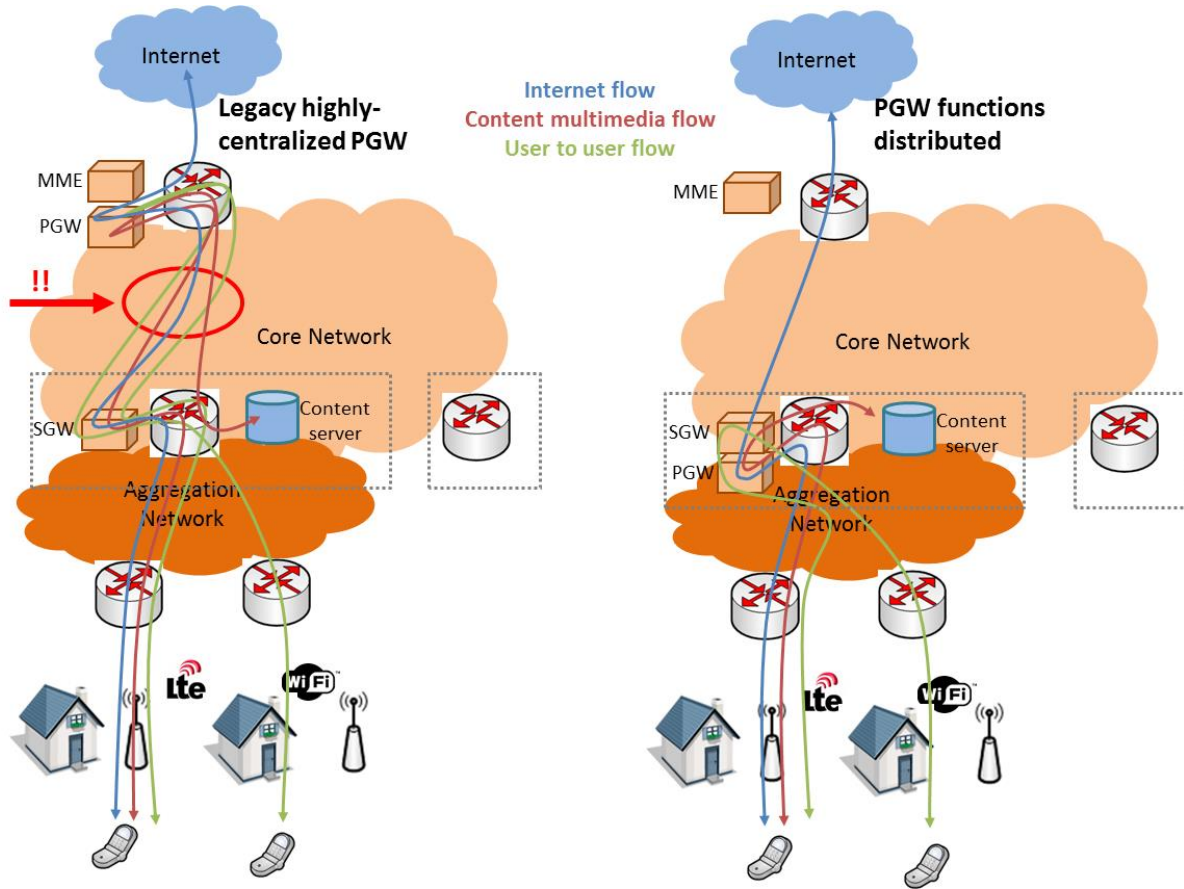 Internet
Legacy highly-
centralized PGW
MME
PGW
!!
Core Network
SGW
Content
server
Aggregation
Network
Lte
WiFi™
Internet flow
Content multimedia flow
User to user flow
Internet
PGW functions
distributed
MME
Core Network
SGW
PGW
Content
server
Aggregation
Network
Lte
WiFi™